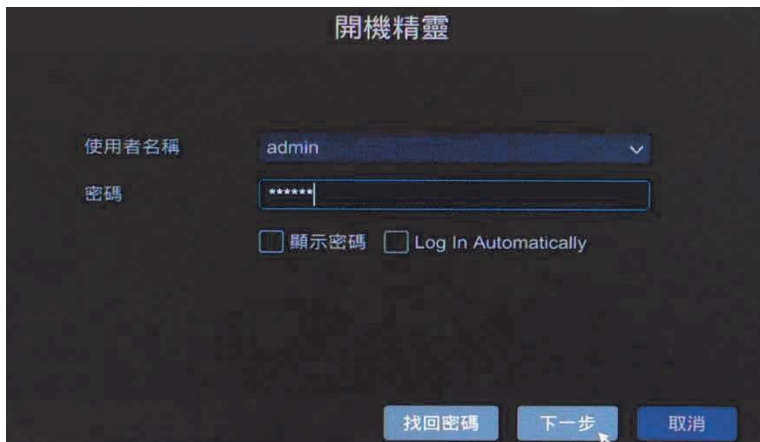 開機精靈
使用者名稱 admin
密碼 ******
顯示密碼 Log In Automatically
找回密碼 下一步 取消